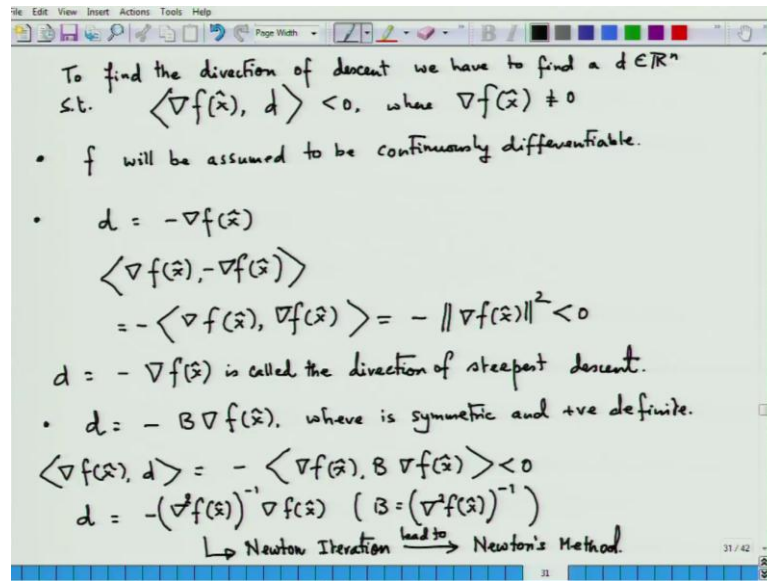 File Edit View Insert Actions Tools Help
Page Width
To find the direction of descent we have to find a d ∈ ℝⁿ
s.t. ⟨∇f(x̂), d⟩ < 0, where ∇f(x̂) ≠ 0
• f will be assumed to be continuously differentiable.
• d = -∇f(x̂)
⟨∇f(x̂), -∇f(x̂)⟩
= -⟨∇f(x̂), ∇f(x̂)⟩ = -‖∇f(x̂)‖² < 0
d = -∇f(x̂) is called the direction of steepest descent.
• d = -B∇f(x̂). where is symmetric and +ve definite.
⟨∇f(x̂), d⟩ = -⟨∇f(x̂), B ∇f(x̂)⟩ < 0
d = -(∇²f(x̂))⁻¹ ∇f(x̂) (B = (∇²f(x̂))⁻¹)
↳ Newton Iteration lead to → Newton's Method.
31/42
31